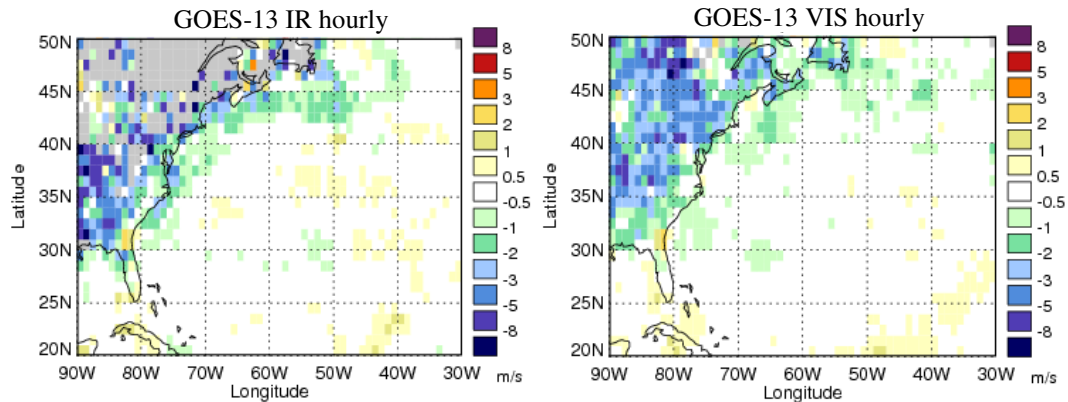 GOES-13 IR hourly
50N
45N
40N
35N
30N
25N
20N
Latitude
90W 80W 70W 60W 50W 40W 30W
Longitude
8
5
3
2
1
0.5
-0.5
-1
-2
-3
-5
-8
m/s
GOES-13 VIS hourly
50N
45N
40N
35N
30N
25N
20N
Latitude
90W 80W 70W 60W 50W 40W 30W
Longitude
8
5
3
2
1
0.5
-0.5
-1
-2
-3
-5
-8
m/s